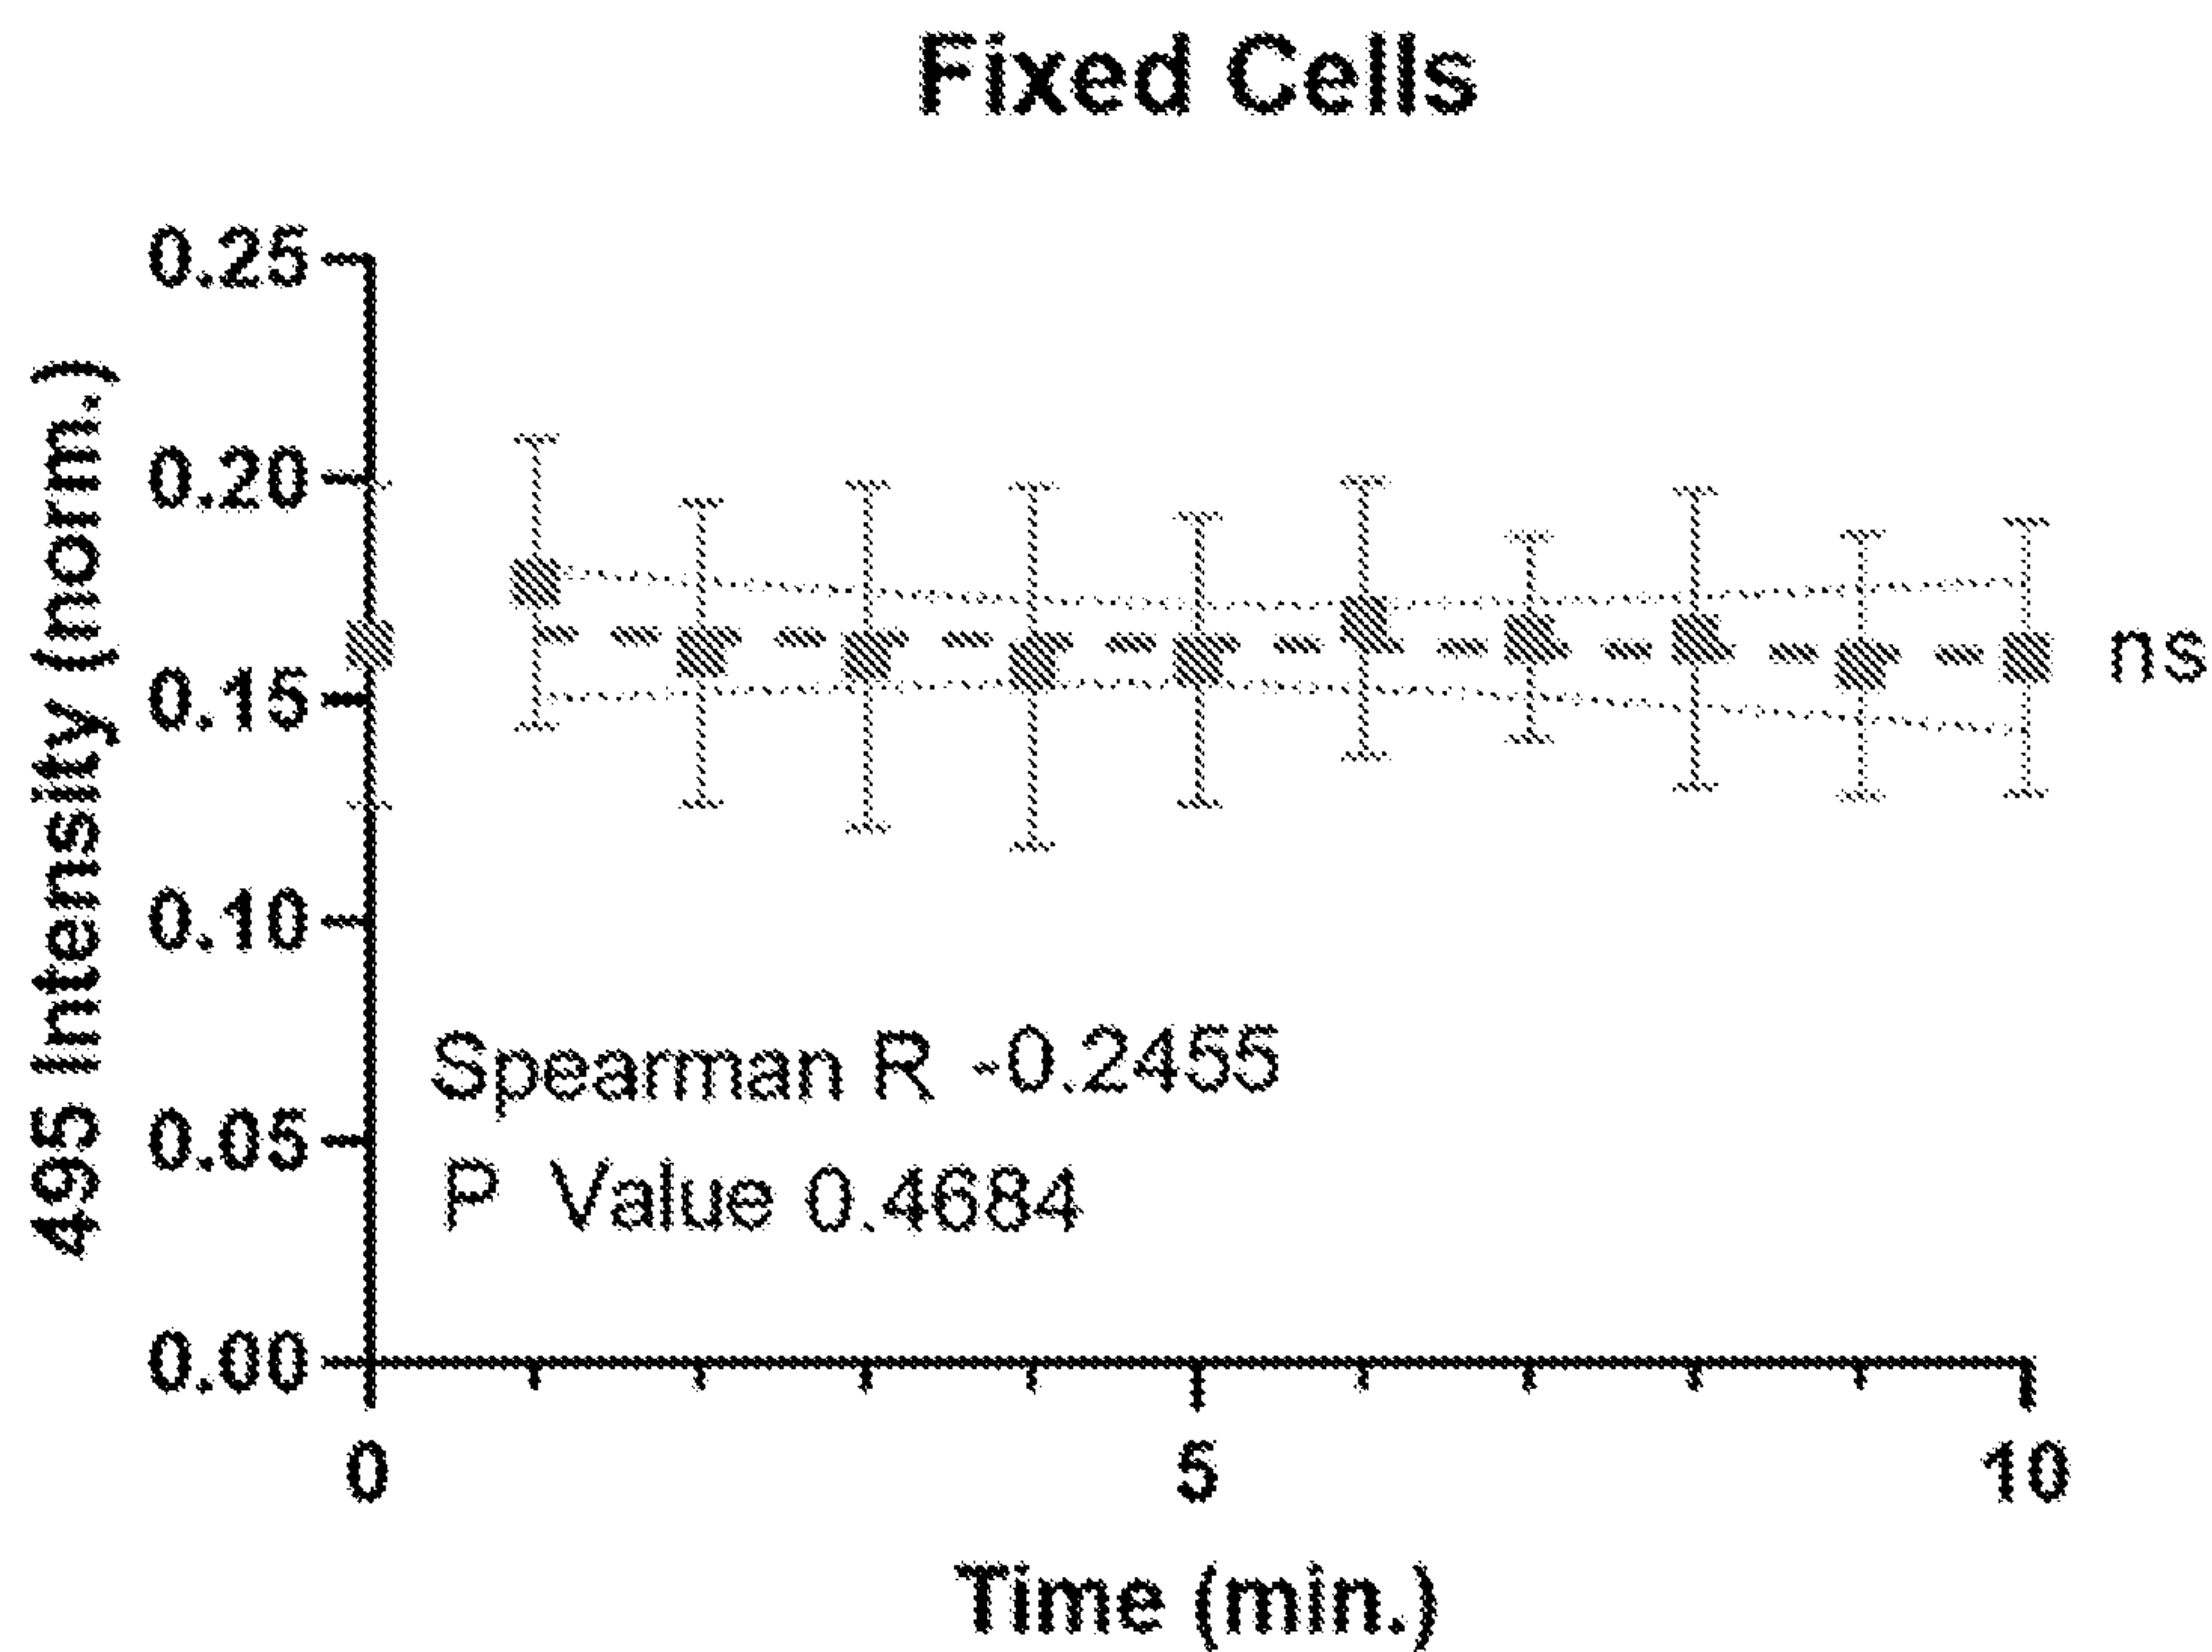 Fixed Cells
0.25
0.20
0.15
0.10
0.05
0.00
495 Intensity (norm.)
ns
Spearman R -0.2455
P Value 0.4684
0
5
10
Time (min.)